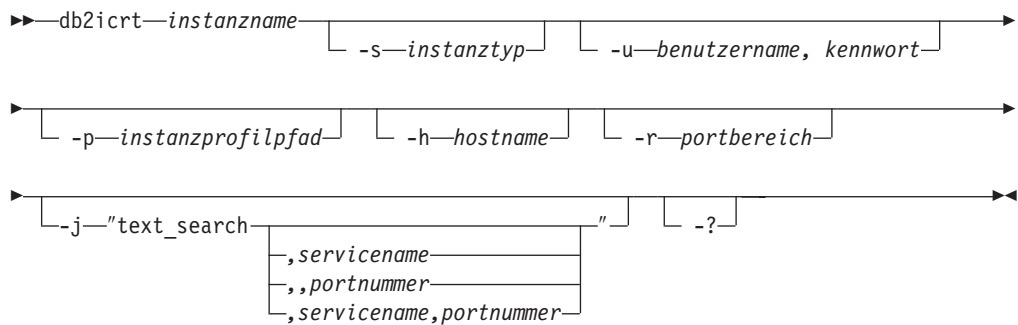 db2icrt instanzname
-s instanztyp -u benutzername, kennwort
-p instanzprofilpfad -h hostname -r portbereich
-j "text_search " -?
,servicename
,,portnummer
,servicename,portnummer